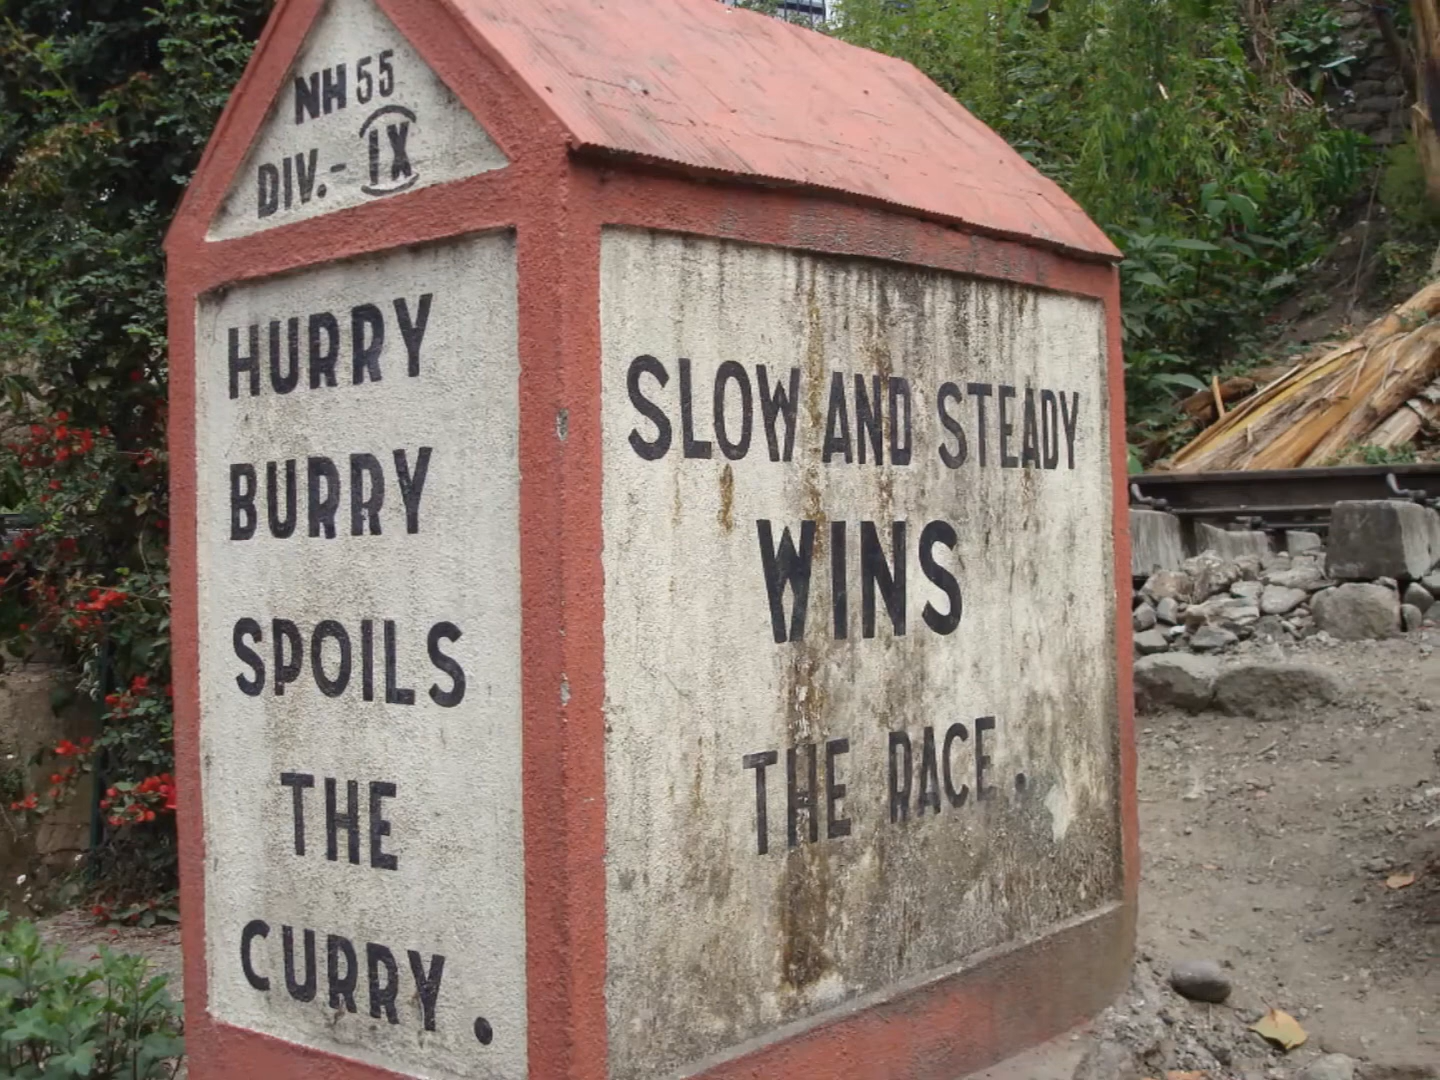 NH 55
DIV.- IX
HURRY
BURRY
SPOILS
THE
CURRY.
SLOW AND STEADY
WINS
THE RACE.